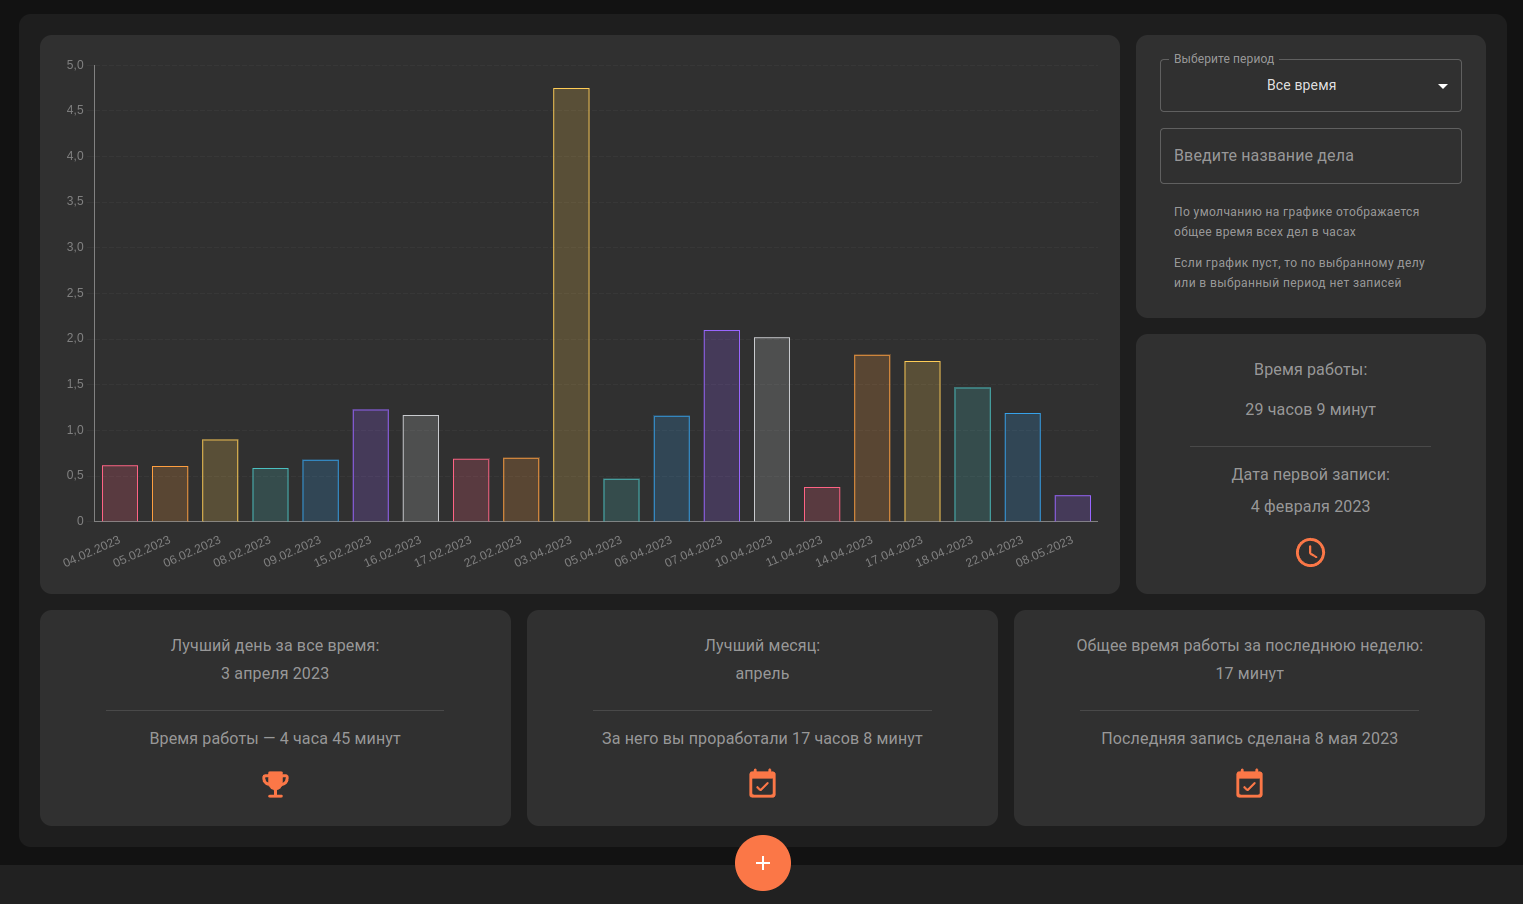 5,0
4,5
4,0
3,5
3,0
2,5
2,0
1,5
1,0
0,5
0
04.02.2023
05.02.2023
06.02.2023
08.02.2023
09.02.2023
15.02.2023
16.02.2023
17.02.2023
22.02.2023
03.04.2023
05.04.2023
06.04.2023
07.04.2023
10.04.2023
11.04.2023
14.04.2023
17.04.2023
18.04.2023
22.04.2023
08.05.2023
Выберите период
Все время
Введите название дела
По умолчанию на графике отображается
общее время всех дел в часах
Если график пуст, то по выбранному делу
или в выбранный период нет записей
Время работы:
29 часов 9 минут
Дата первой записи:
4 февраля 2023
Лучший день за все время:
3 апреля 2023
Время работы — 4 часа 45 минут
Лучший месяц:
апрель
За него вы проработали 17 часов 8 минут
Общее время работы за последнюю неделю:
17 минут
Последняя запись сделана 8 мая 2023